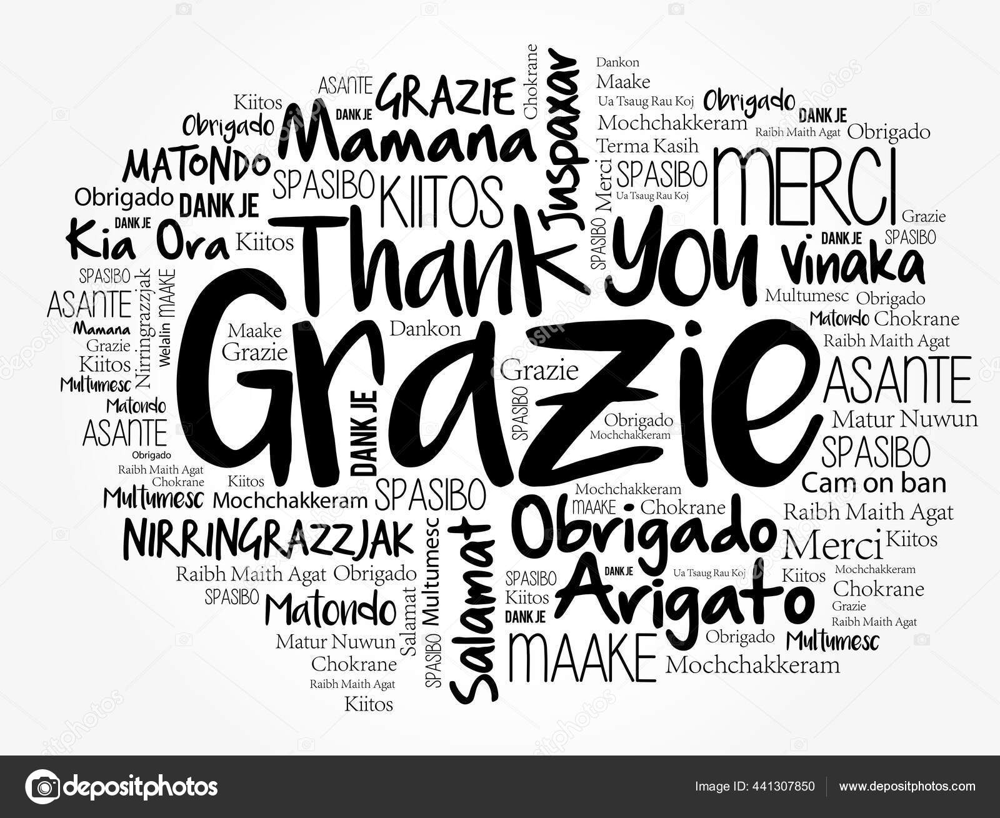 Chokrane
Inspaxar
Dankon
ASANTE
GRAZIE
Maake
Kiitos
DANK JE
Mamana
Ua Tsaug Rau Koj
Obrigado
DANK JE
Obrigado
Mochchakkeram
Raibh Maith Agat
Obrigado
MATONDO
Terma Kasih
MERCI
SPASIBO
KIITOS
Merci
SPASIBO
Obrigado
DANK JE
Ua Tsaug Rau Koj
Grazie
DANK JE
Thank you
SPASIBO
DANK JE
SPASIBO
Kia Ora
Kiitos
Vinaka
SPASIBO
Nirringrazzjak
MAAKE
Multumesc
Obrigado
ASANTE
Matondo
Chokrane
Mamana
Welalin
Maake
Dankon
Raibh Maith Agat
Grazie
Grazie
Grazie
Kiitos
Grazie
ASANTE
Multumesc
DANK JE
SPASIBO
Matondo
Obrigado
Matur Nuwun
ASANTE
Mochchakkeram
SPASIBO
Obrigado
Raibh Maith Agat
Chokrane
Kiitos
SPASIBO
Mochchakkeram
Cam on ban
Multumesc
Mochchakkeram
MAAKE
Chokrane
Raibh Maith Agat
NIRRINGRAZZJAK
Multumesc
Salamat
Obrigado
Merci
Kiitos
Raibh Maith Agat
Obrigado
SPASIBO
DANK JE
Ua Tsaug Rau Koj
Kiitos
Mochchakkeram
SPASIBO
Salamat
Kiitos
Arigato
Chokrane
Matondo
DANK JE
Grazie
Raibh Maith Agat
Matur Nuwun
SPASIBO
MAAKE
Obrigado
Multumesc
Chokrane
Mochchakkeram
Raibh Maith Agat
Kiitos
depositphotos
Image ID: 441307850
www.depositphotos.com